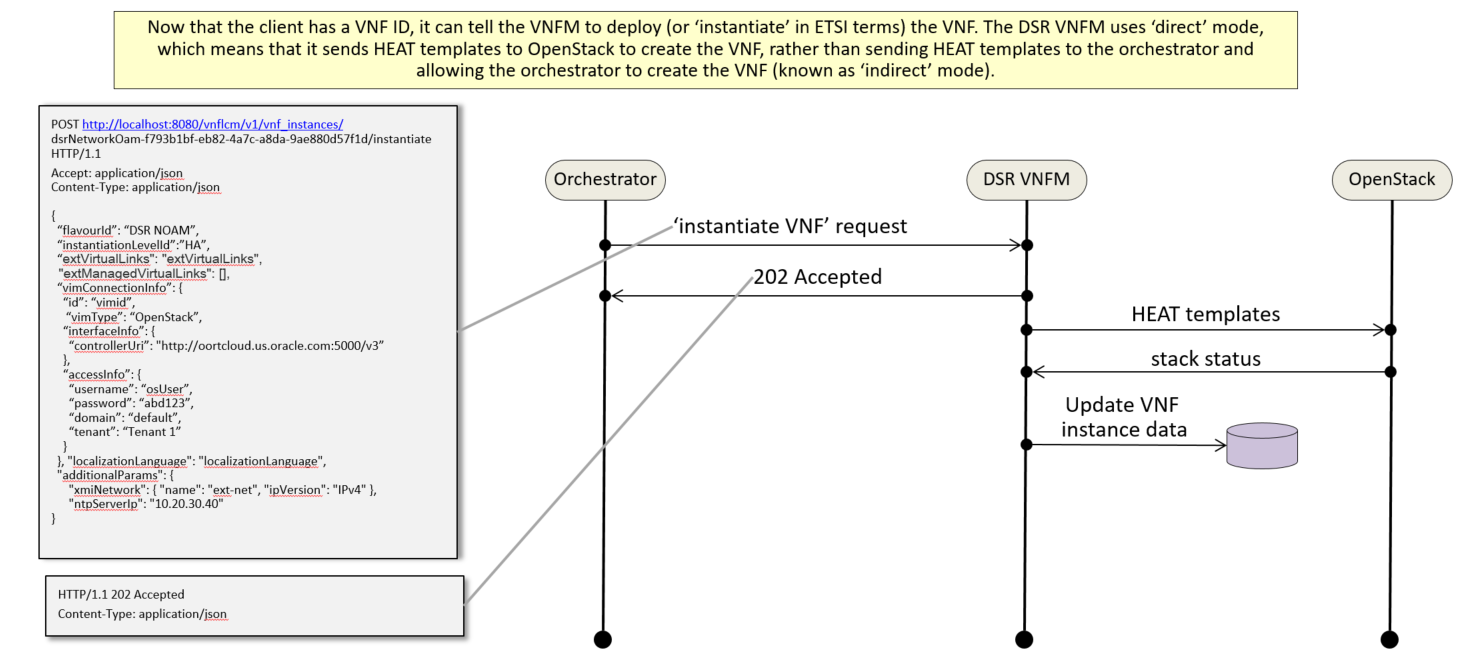 Now that the client has a VNF ID, it can tell the VNFM to deploy (or ‘instantiate’ in ETSI terms) the VNF. The DSR VNFM uses ‘direct’ mode,
which means that it sends HEAT templates to OpenStack to create the VNF, rather than sending HEAT templates to the orchestrator and
allowing the orchestrator to create the VNF (known as ‘indirect’ mode).
POST http://localhost:8080/vnflcm/v1/vnf_instances/
dsrNetworkOam-f793b1bf-eb82-4a7c-a8da-9ae880d57f1d/instantiate
HTTP/1.1
Accept: application/json
Content-Type: application/json
{
“flavourId”: “DSR NOAM”,
“instantiationLevelId”:”HA”,
“extVirtualLinks": "extVirtualLinks",
"extManagedVirtualLinks": [],
“vimConnectionInfo”: {
“id”: “vimid”,
“vimType”: “OpenStack”,
“interfaceInfo”: {
“controllerUri”: "http://oortcloud.us.oracle.com:5000/v3”
},
“accessInfo”: {
“username”: “osUser”,
“password”: “abd123”,
“domain”: “default”,
“tenant”: “Tenant 1”
}
}, "localizationLanguage": "localizationLanguage",
"additionalParams": {
"xmiNetwork": { "name": "ext-net", "ipVersion": "IPv4" },
"ntpServerIp": "10.20.30.40"
}
HTTP/1.1 202 Accepted
Content-Type: application/json
Orchestrator
DSR VNFM
OpenStack
‘instantiate VNF’ request
202 Accepted
HEAT templates
stack status
Update VNF
instance data